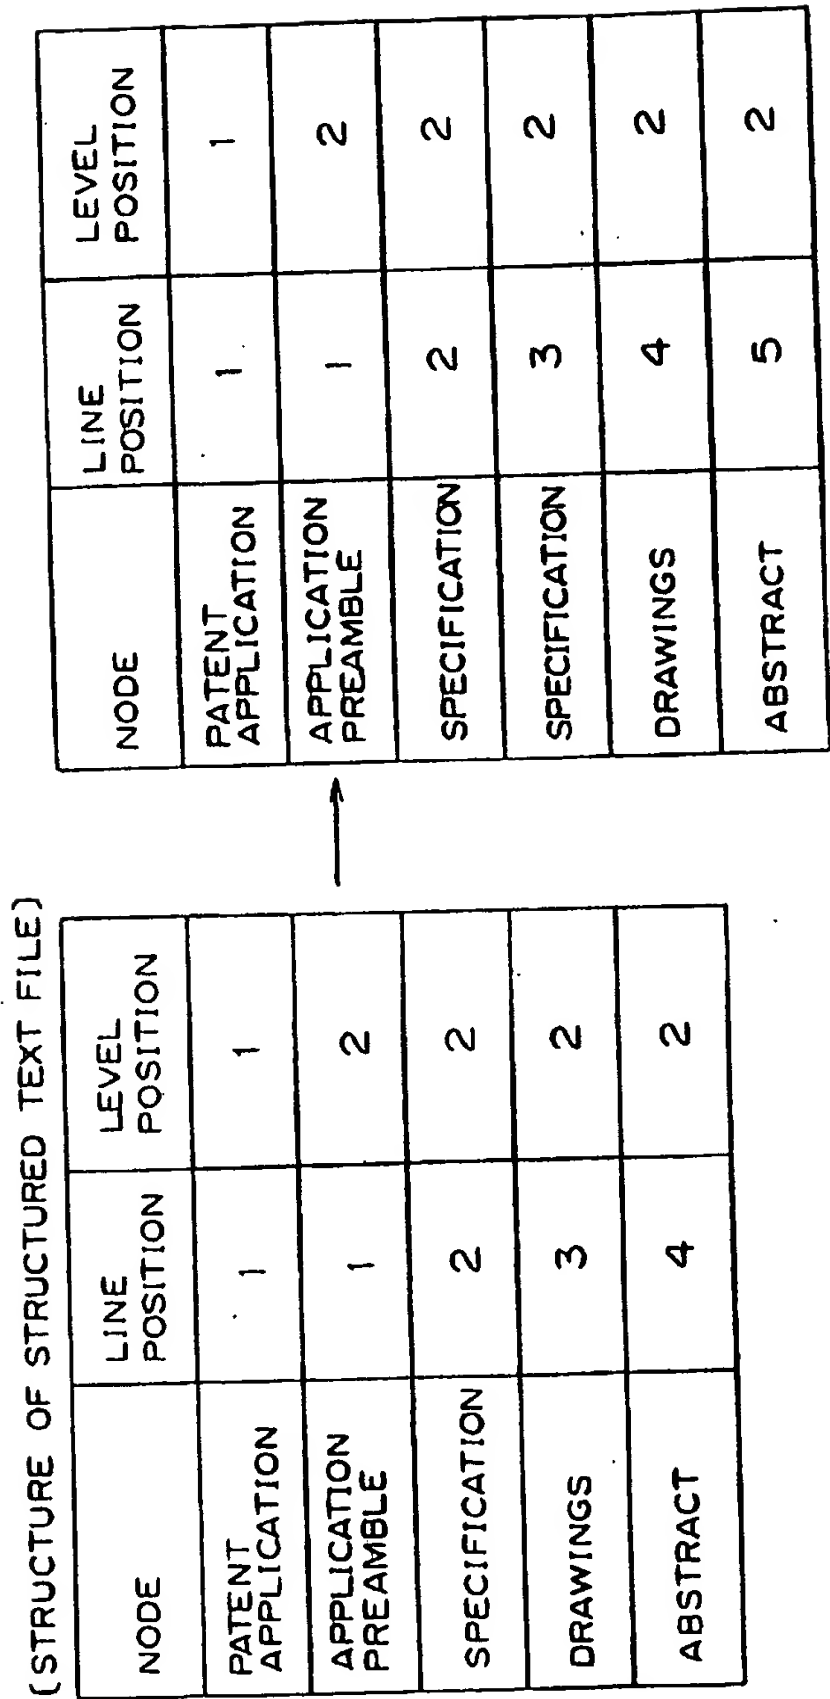 (STRUCTURE OF STRUCTURED TEXT FILE)
NODE LINE POSITION LEVEL POSITION
PATENT APPLICATION 1 1
APPLICATION PREAMBLE 1 2
SPECIFICATION 2 2
DRAWINGS 3 2
ABSTRACT 4 2
NODE LINE POSITION LEVEL POSITION
PATENT APPLICATION 1 1
APPLICATION PREAMBLE 1 2
SPECIFICATION 2 2
SPECIFICATION 3 2
DRAWINGS 4 2
ABSTRACT 5 2